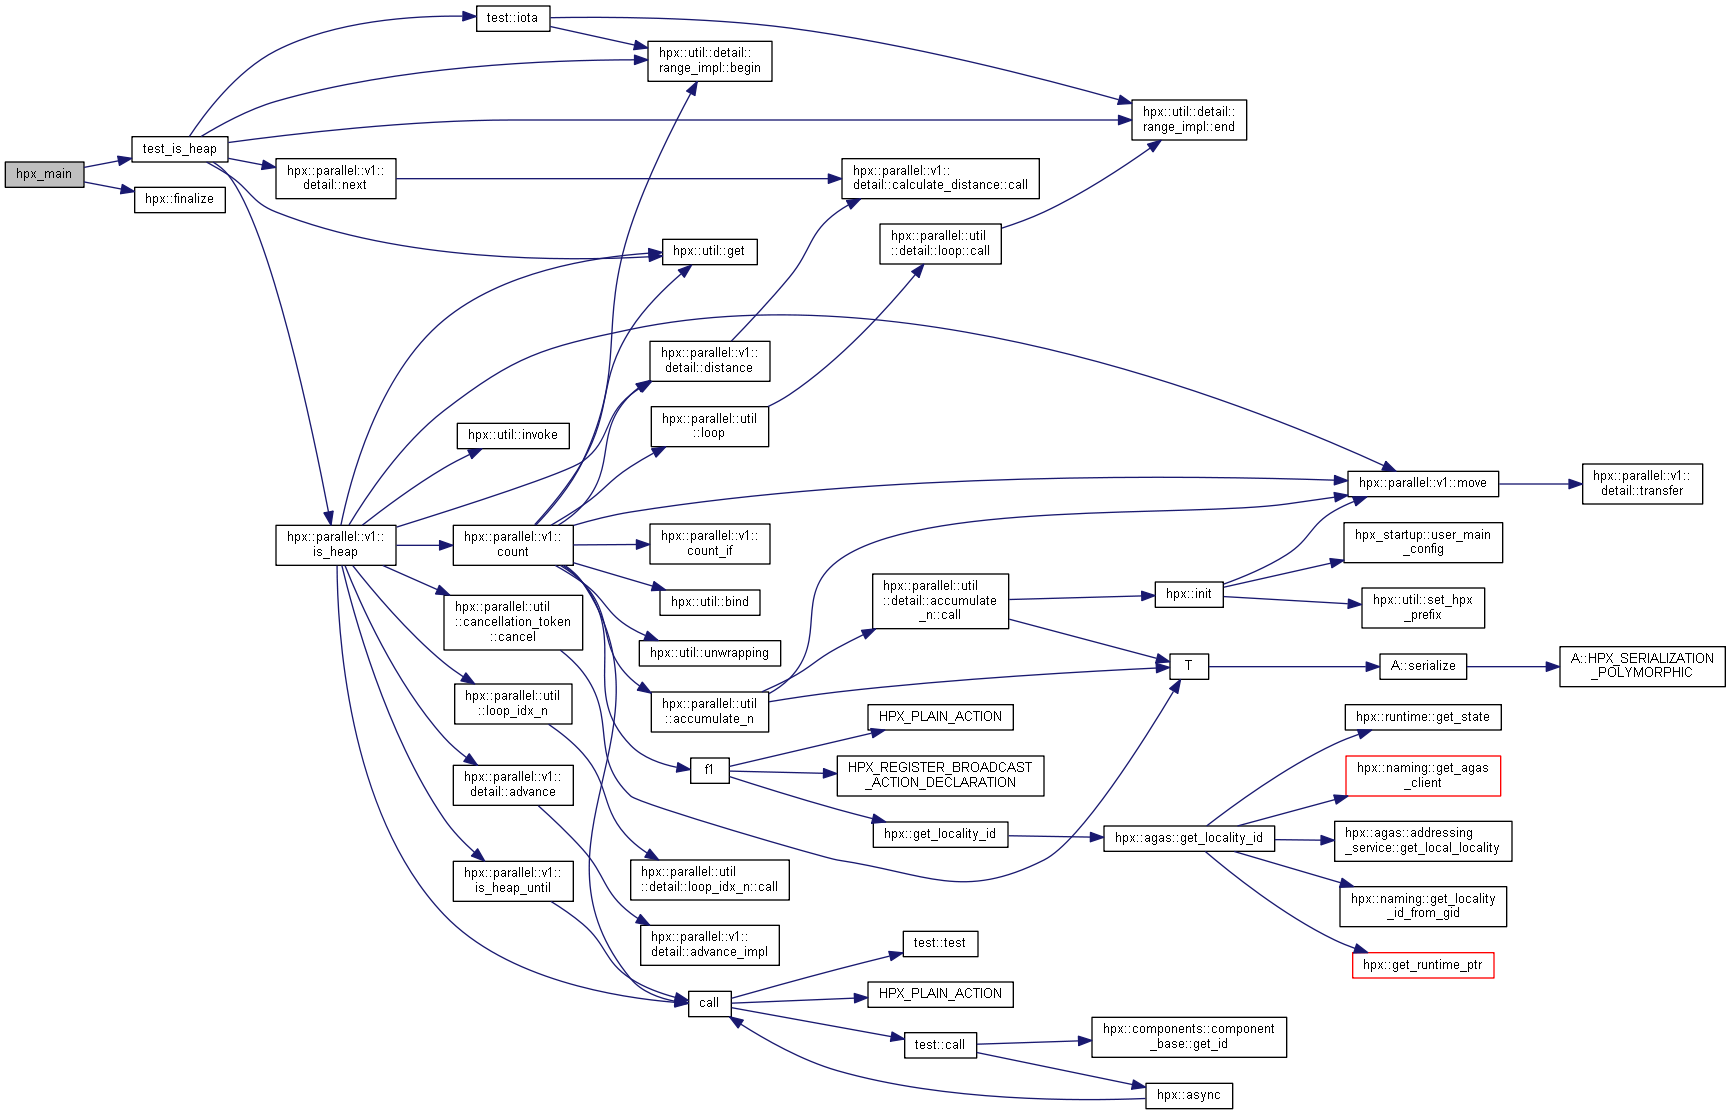 test::iota
hpx::util::detail::
range_impl::begin
hpx::util::detail::
range_impl::end
test_is_heap
hpx_main
hpx::finalize
hpx::parallel::v1::
detail::next
hpx::parallel::v1::
detail::calculate_distance::call
hpx::util::get
hpx::parallel::util
::detail::loop::call
hpx::parallel::v1::
detail::distance
hpx::parallel::util
::loop
hpx::util::invoke
hpx::parallel::v1::move
hpx::parallel::v1::
detail::transfer
hpx::parallel::v1::
is_heap
hpx::parallel::v1::
count
hpx::parallel::v1::
count_if
hpx_startup::user_main
_config
hpx::parallel::util
::cancellation_token
::cancel
hpx::util::bind
hpx::parallel::util
::detail::accumulate
_n::call
hpx::init
hpx::util::set_hpx
_prefix
hpx::util::unwrapping
T
A::serialize
A::HPX_SERIALIZATION
_POLYMORPHIC
hpx::parallel::util
::loop_idx_n
hpx::parallel::util
::accumulate_n
HPX_PLAIN_ACTION
hpx::runtime::get_state
f1
HPX_REGISTER_BROADCAST
_ACTION_DECLARATION
hpx::naming::get_agas
_client
hpx::parallel::v1::
detail::advance
hpx::get_locality_id
hpx::agas::get_locality_id
hpx::agas::addressing
_service::get_local_locality
hpx::parallel::v1::
is_heap_until
hpx::parallel::util
::detail::loop_idx_n::call
hpx::naming::get_locality
_id_from_gid
hpx::parallel::v1::
detail::advance_impl
test::test
hpx::get_runtime_ptr
call
HPX_PLAIN_ACTION
test::call
hpx::components::component
_base::get_id
hpx::async